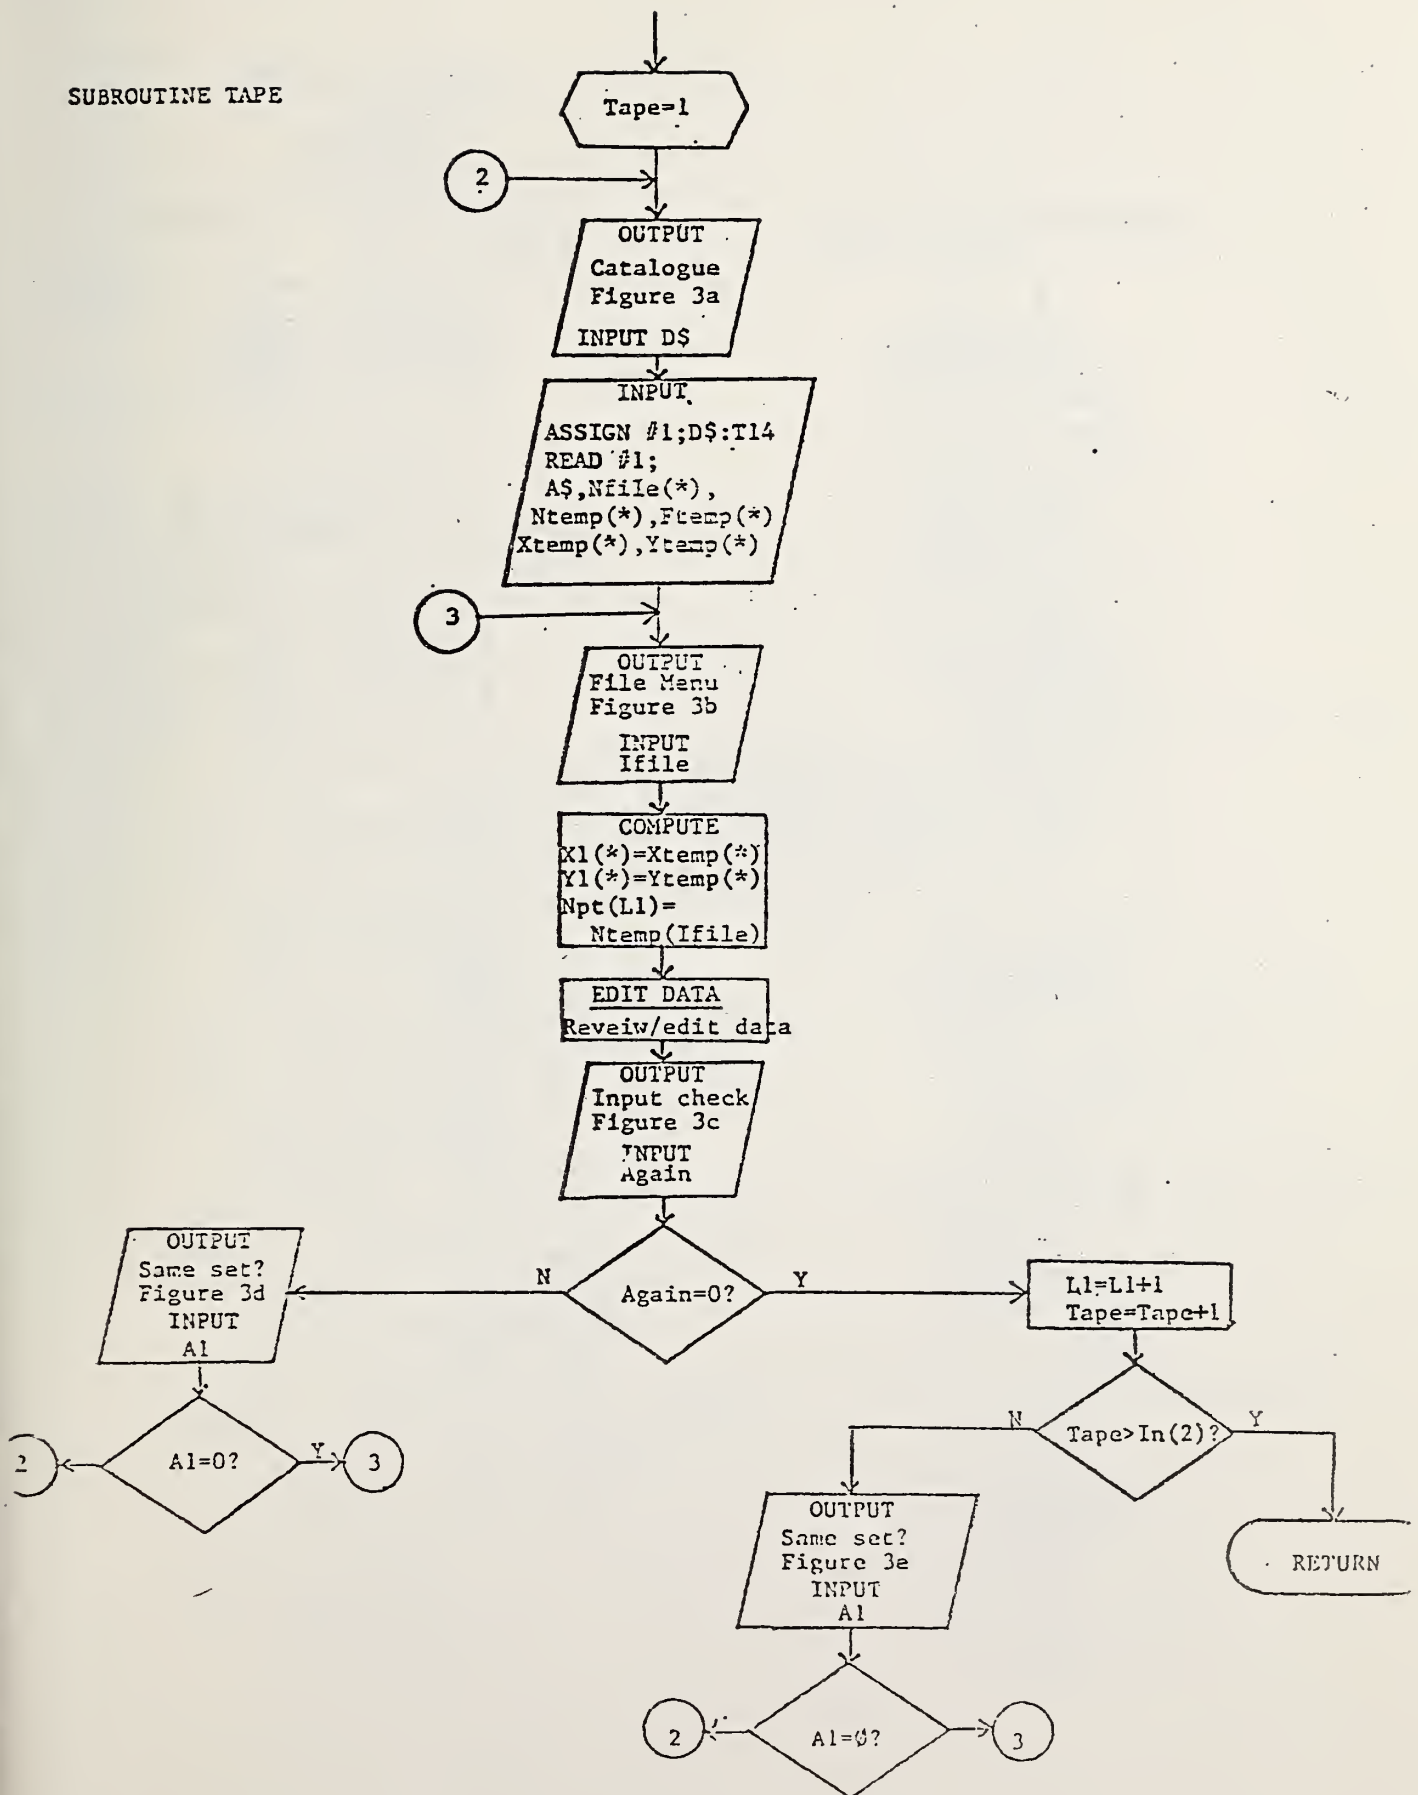 SUBROUTINE TAPE
Tape=1
2
OUTPUT
Catalogue
Figure 3a
INPUT D$
INPUT
ASSIGN #1;D$:T14
READ #1;
A$,Nfile(*),
Ntemp(*),Ftemp(*)
Xtemp(*),Ytemp(*)
3
OUTPUT
File Menu
Figure 3b
INPUT
Ifile
COMPUTE
X1(*)=Xtemp(*)
Y1(*)=Ytemp(*)
Npt(L1)=
Ntemp(Ifile)
EDIT DATA
Reveiw/edit data
OUTPUT
Input check
Figure 3c
INPUT
Again
Again=0?
N
Y
OUTPUT
Same set?
Figure 3d
INPUT
A1
A1=0?
2
Y
3
L1=L1+1
Tape=Tape+1
Tape>In(2)?
N
Y
OUTPUT
Same set?
Figure 3e
INPUT
A1
RETURN
A1=∅?
2
3